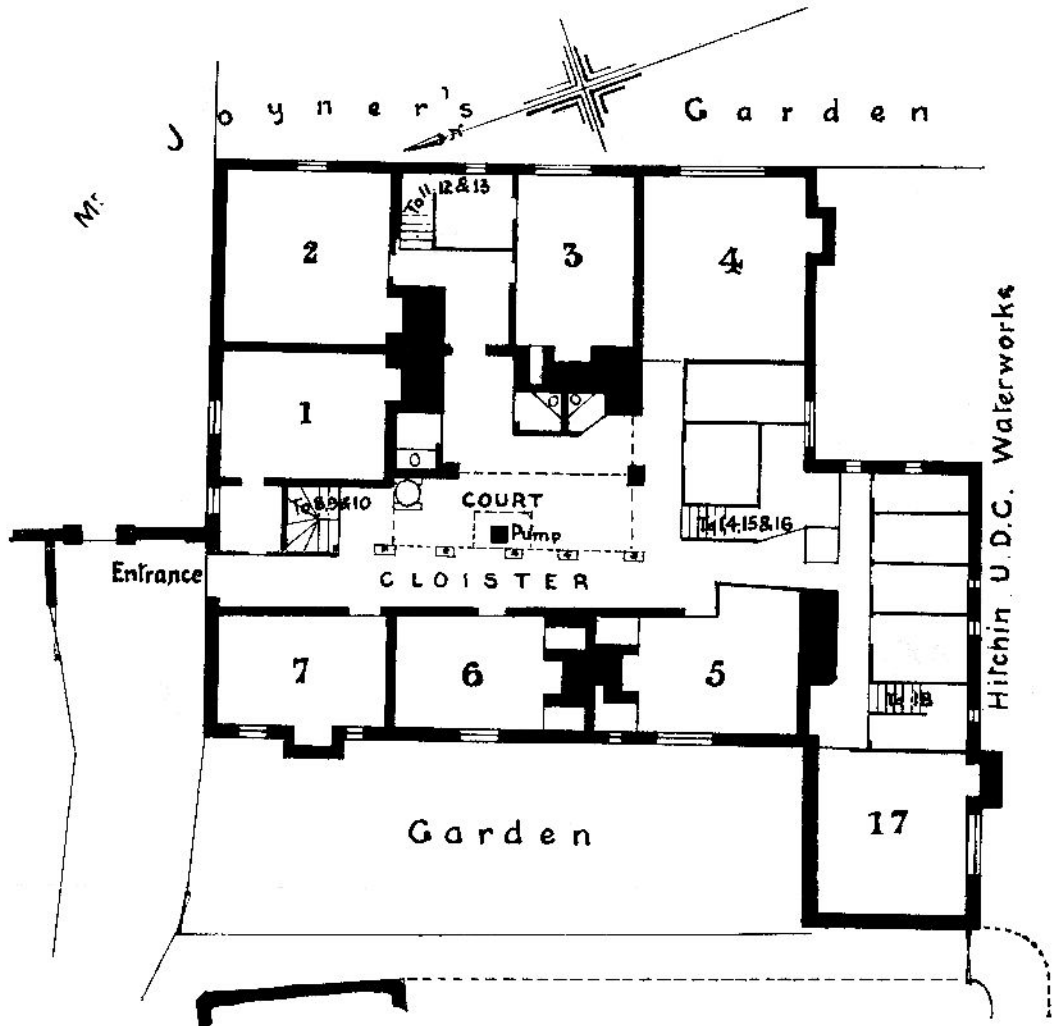 Mr. Joyner's Garden
N
To 11, 12 & 13
2
3
4
1
To 8, 9 & 10
COURT
Pump
To 14, 15 & 16
Entrance
CLOISTER
7
6
5
To 18
17
Garden
Hitchin U.D.C. Waterworks